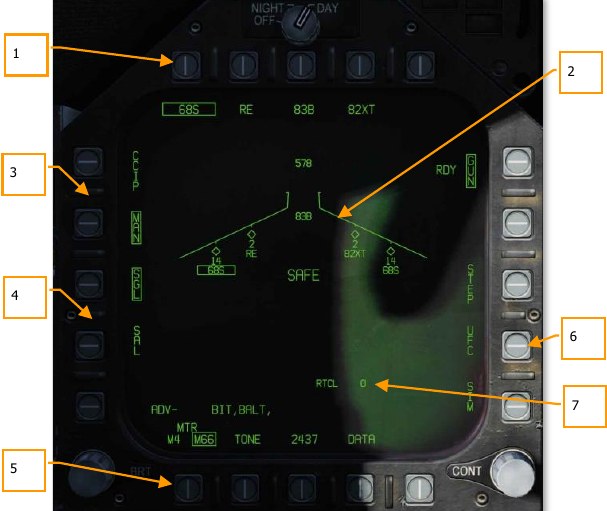 NIGHT DAY
OFF
1
2
68S RE 83B 82XT
CCIP
578
RDY GUN
3
MAN
83B
2
RE
2
82XT
14
68S
14
68S
SAFE
4
SGL
STEP
SAL
UFC
6
RTCL 0
SIM
7
ADV- BIT,BALT,
MTR
M4 M66 TONE 2437 DATA
5
BRT
CONT